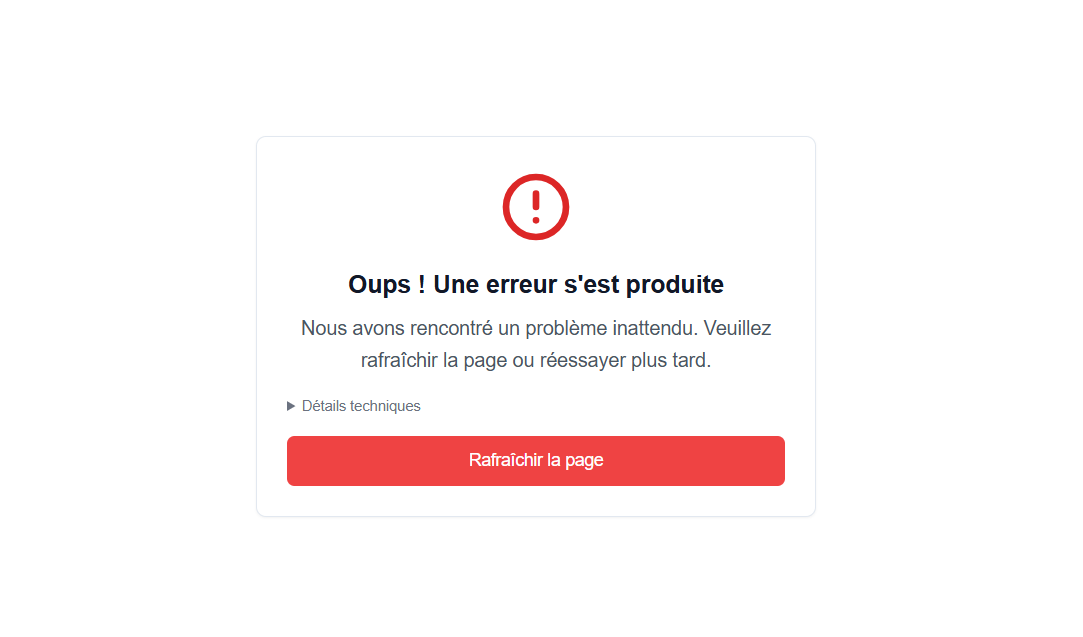 Oups ! Une erreur s'est produite
Nous avons rencontré un problème inattendu. Veuillez
rafraîchir la page ou réessayer plus tard.
Détails techniques
Rafraîchir la page